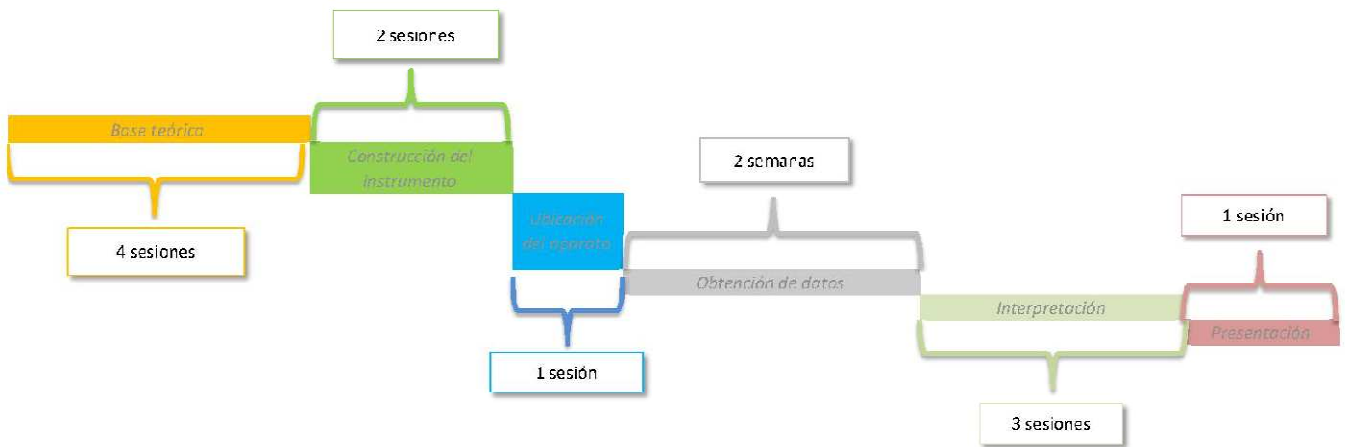 2 sesiones
Base teórica
Construcción del
instrumento
2 semanas
4 sesiones
Ubicación
del aparato
1 sesión
Obtención de datos
Interpretación
Presentación
1 sesión
3 sesiones